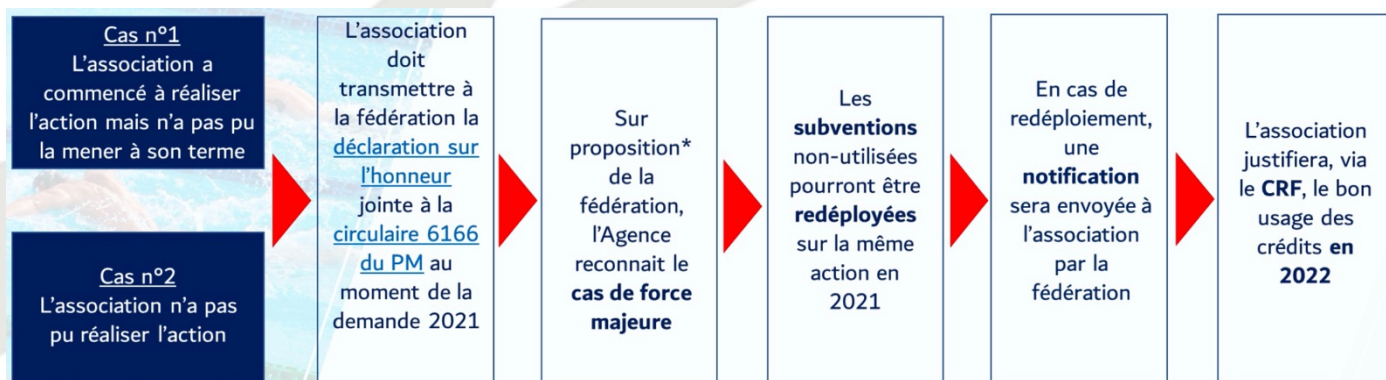 Cas n°1
L'association a
commencé à réaliser
l'action mais n'a pas pu
la mener à son terme
Cas n°2
L'association n'a pas
pu réaliser l'action
L'association
doit
transmettre à
la fédération la
déclaration sur
l'honneur
jointe à la
circulaire 6166
du PM au
moment de la
demande 2021
Sur
proposition*
de la
fédération,
l'Agence
reconnait le
cas de force
majeure
Les
subventions
non-utilisées
pourront être
redéployées
sur la même
action en
2021
En cas de
redéploiement,
une
notification
sera envoyée à
l'association
par la
fédération
L'association
justifiera, via
le CRF, le bon
usage des
crédits en
2022